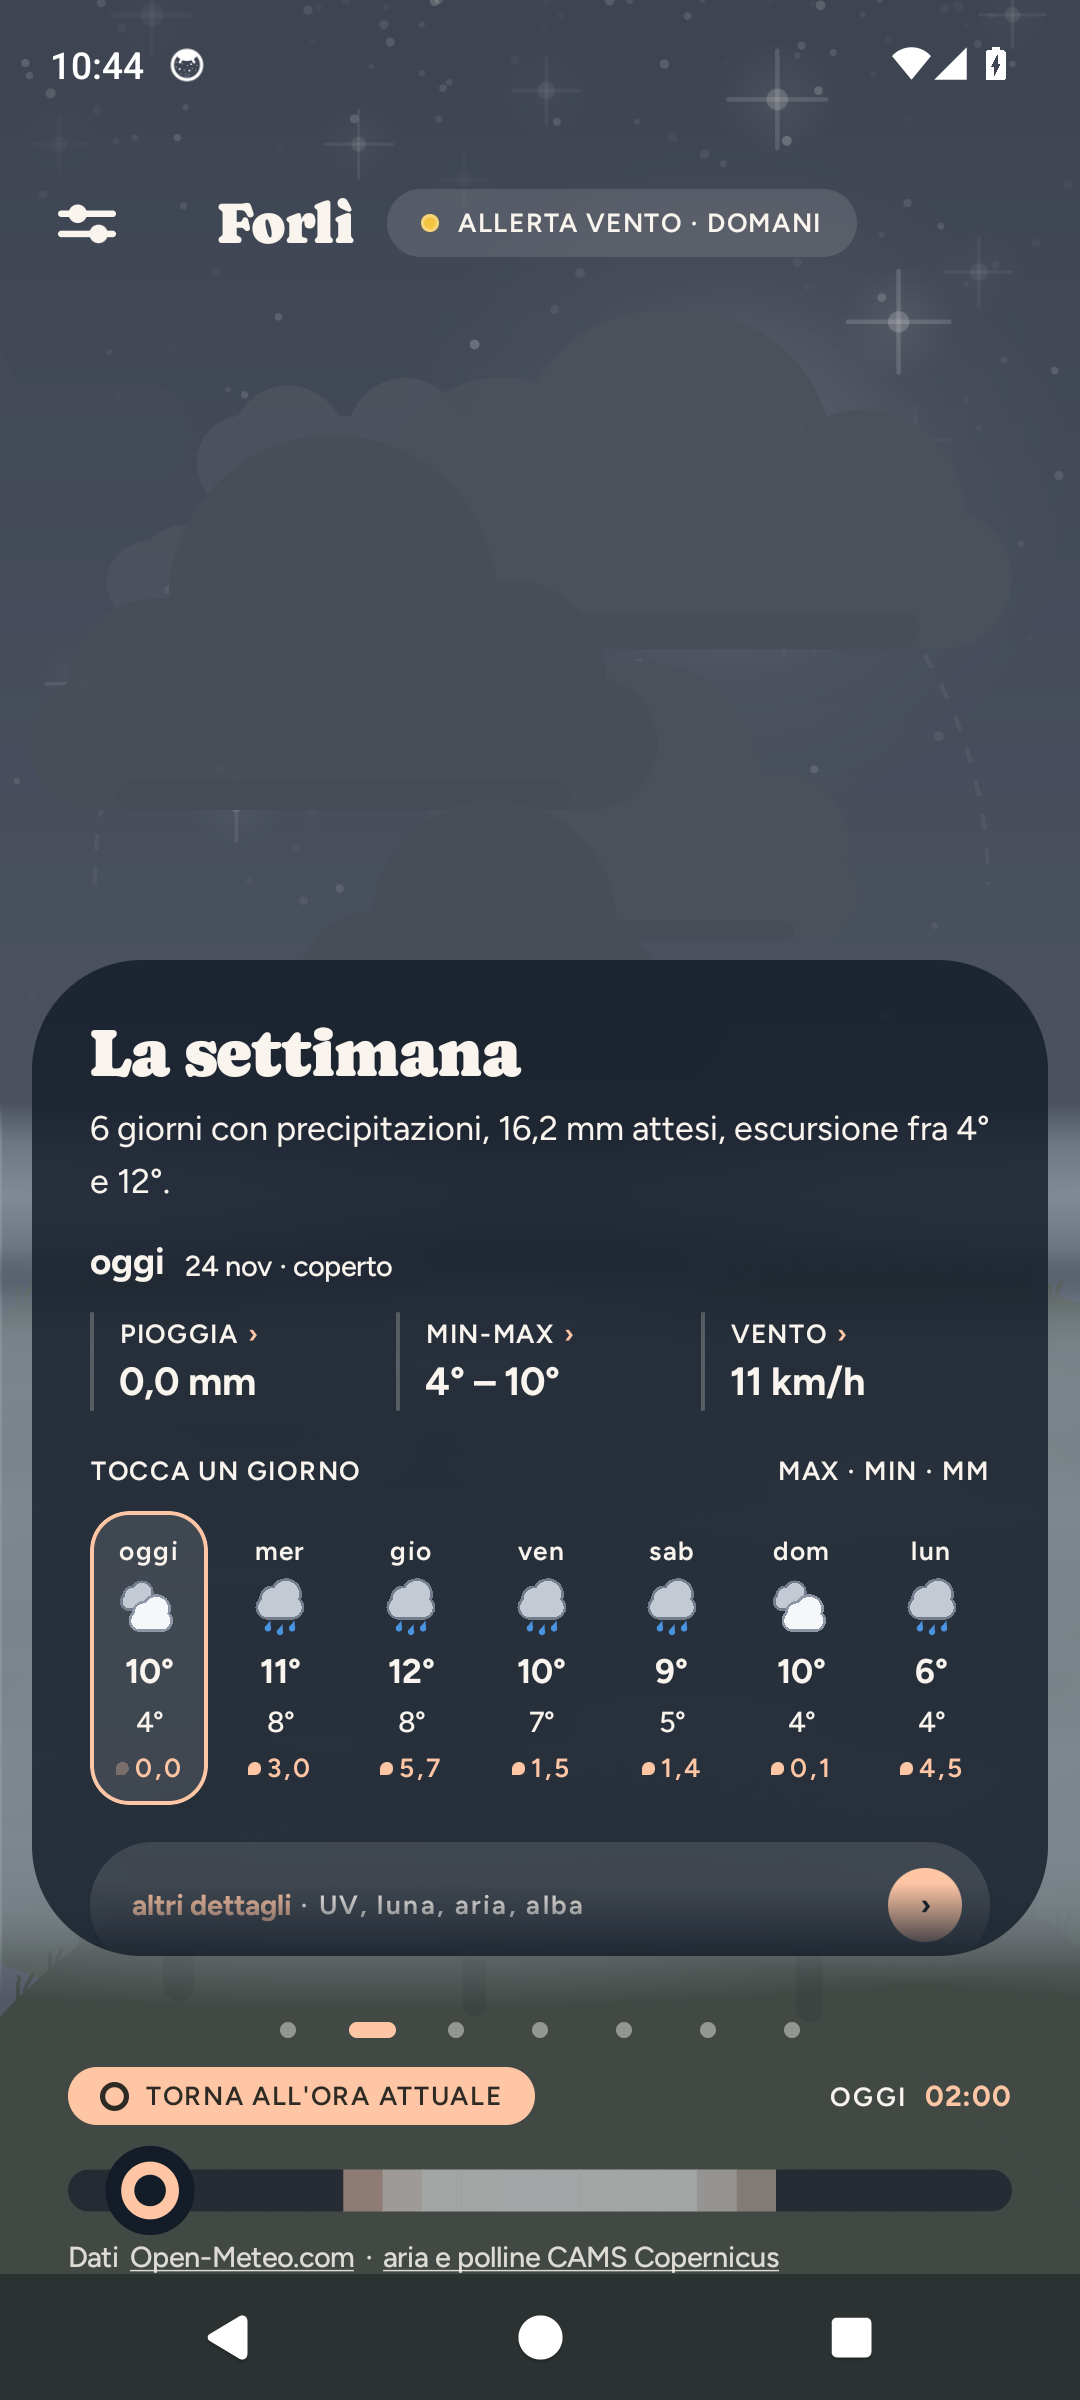 10:44
Forlì
ALLERTA VENTO · DOMANI
La settimana
6 giorni con precipitazioni, 16,2 mm attesi, escursione fra 4°
e 12°.
oggi 24 nov · coperto
PIOGGIA › MIN-MAX › VENTO ›
0,0 mm 4° – 10° 11 km/h
TOCCA UN GIORNO MAX · MIN · MM
oggi mer gio ven sab dom lun
10° 11° 12° 10° 9° 10° 6°
4° 8° 8° 7° 5° 4° 4°
0,0 3,0 5,7 1,5 1,4 0,1 4,5
altri dettagli · UV, luna, aria, alba ›
TORNA ALL'ORA ATTUALE OGGI 02:00
Dati Open-Meteo.com · aria e polline CAMS Copernicus